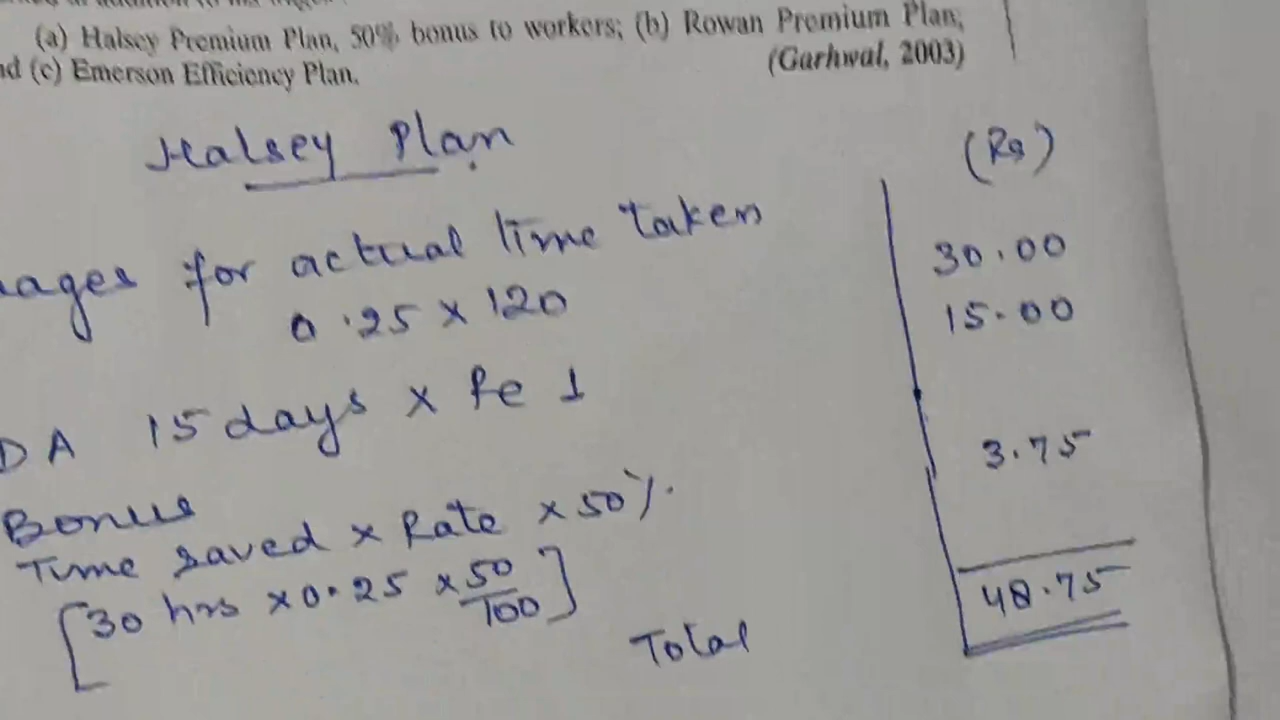 (a) Halsey Premium Plan, 50% bonus to workers; (b) Rowan Premium Plan;
nd (c) Emerson Efficiency Plan. (Garhwal, 2003)
Halsey Plan
(Rs)
ages for actual time taken 30.00
0.25 x 120 15.00
DA 15 days x Re 1
Bonus 3.75
Time saved x Rate x 50%.
[30 hrs x 0.25 x 50/100]
Total 48.75